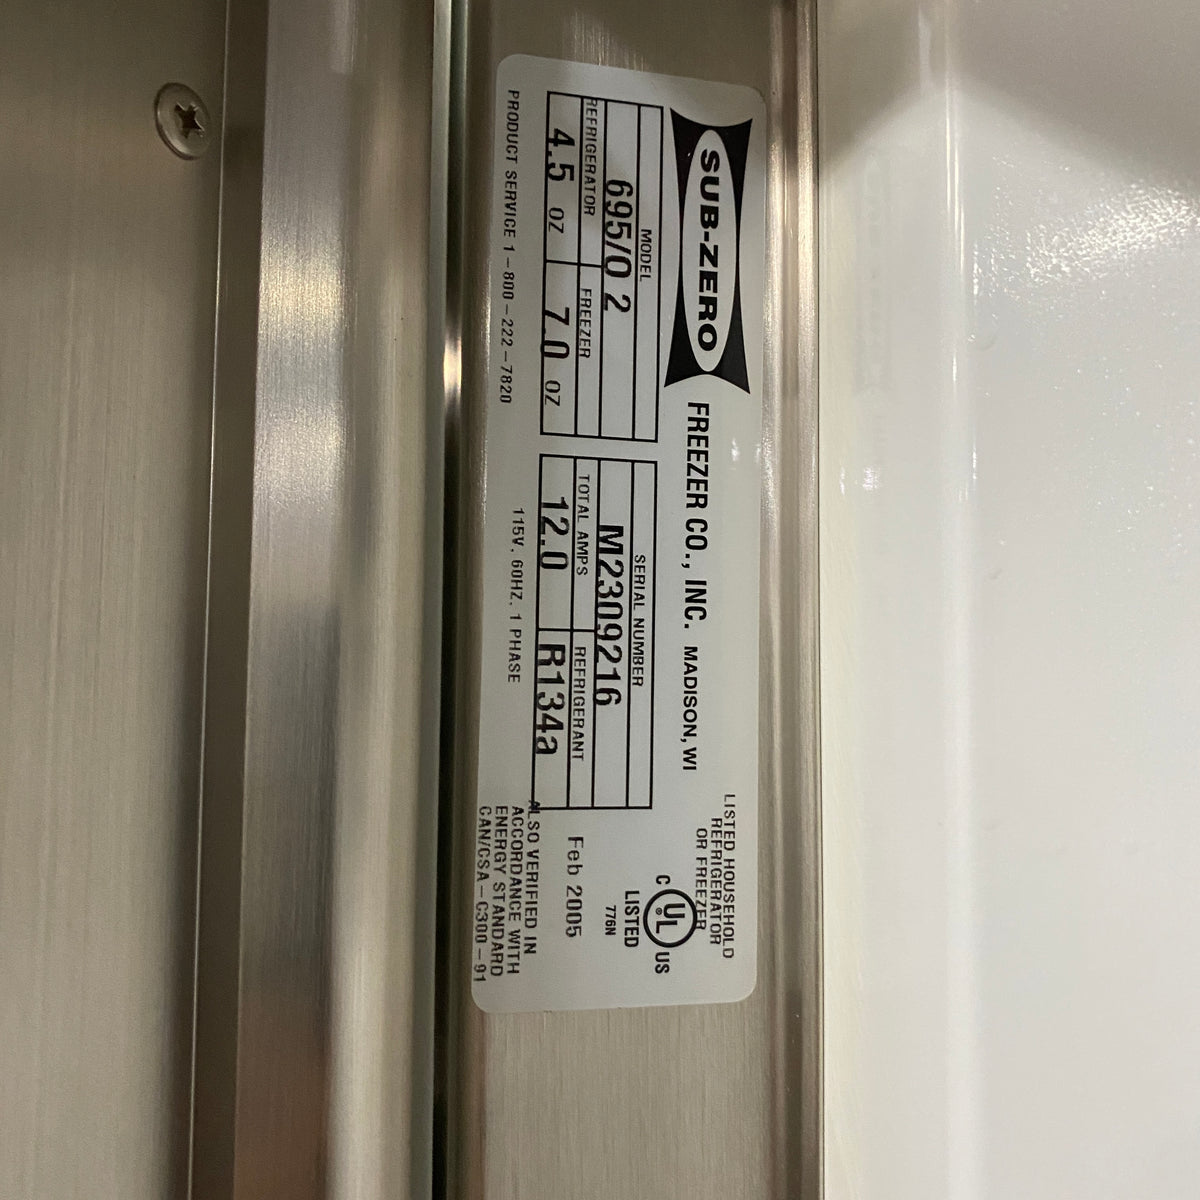 SUB-ZERO FREEZER CO., INC. MADISON, WI
LISTED HOUSEHOLD
REFRIGERATOR
OR FREEZER
C UL® US
LISTED
776N
MODEL
695/O 2
REFRIGERATOR FREEZER
4.5 OZ 7.0 OZ
PRODUCT SERVICE 1-800-222-7820
SERIAL NUMBER
M2309216
TOTAL AMPS REFRIGERANT
12.0 R134a
115V. 60HZ. 1 PHASE
Feb 2005
ALSO VERIFIED IN
ACCORDANCE WITH
ENERGY STANDARD
CAN/CSA-C300-91